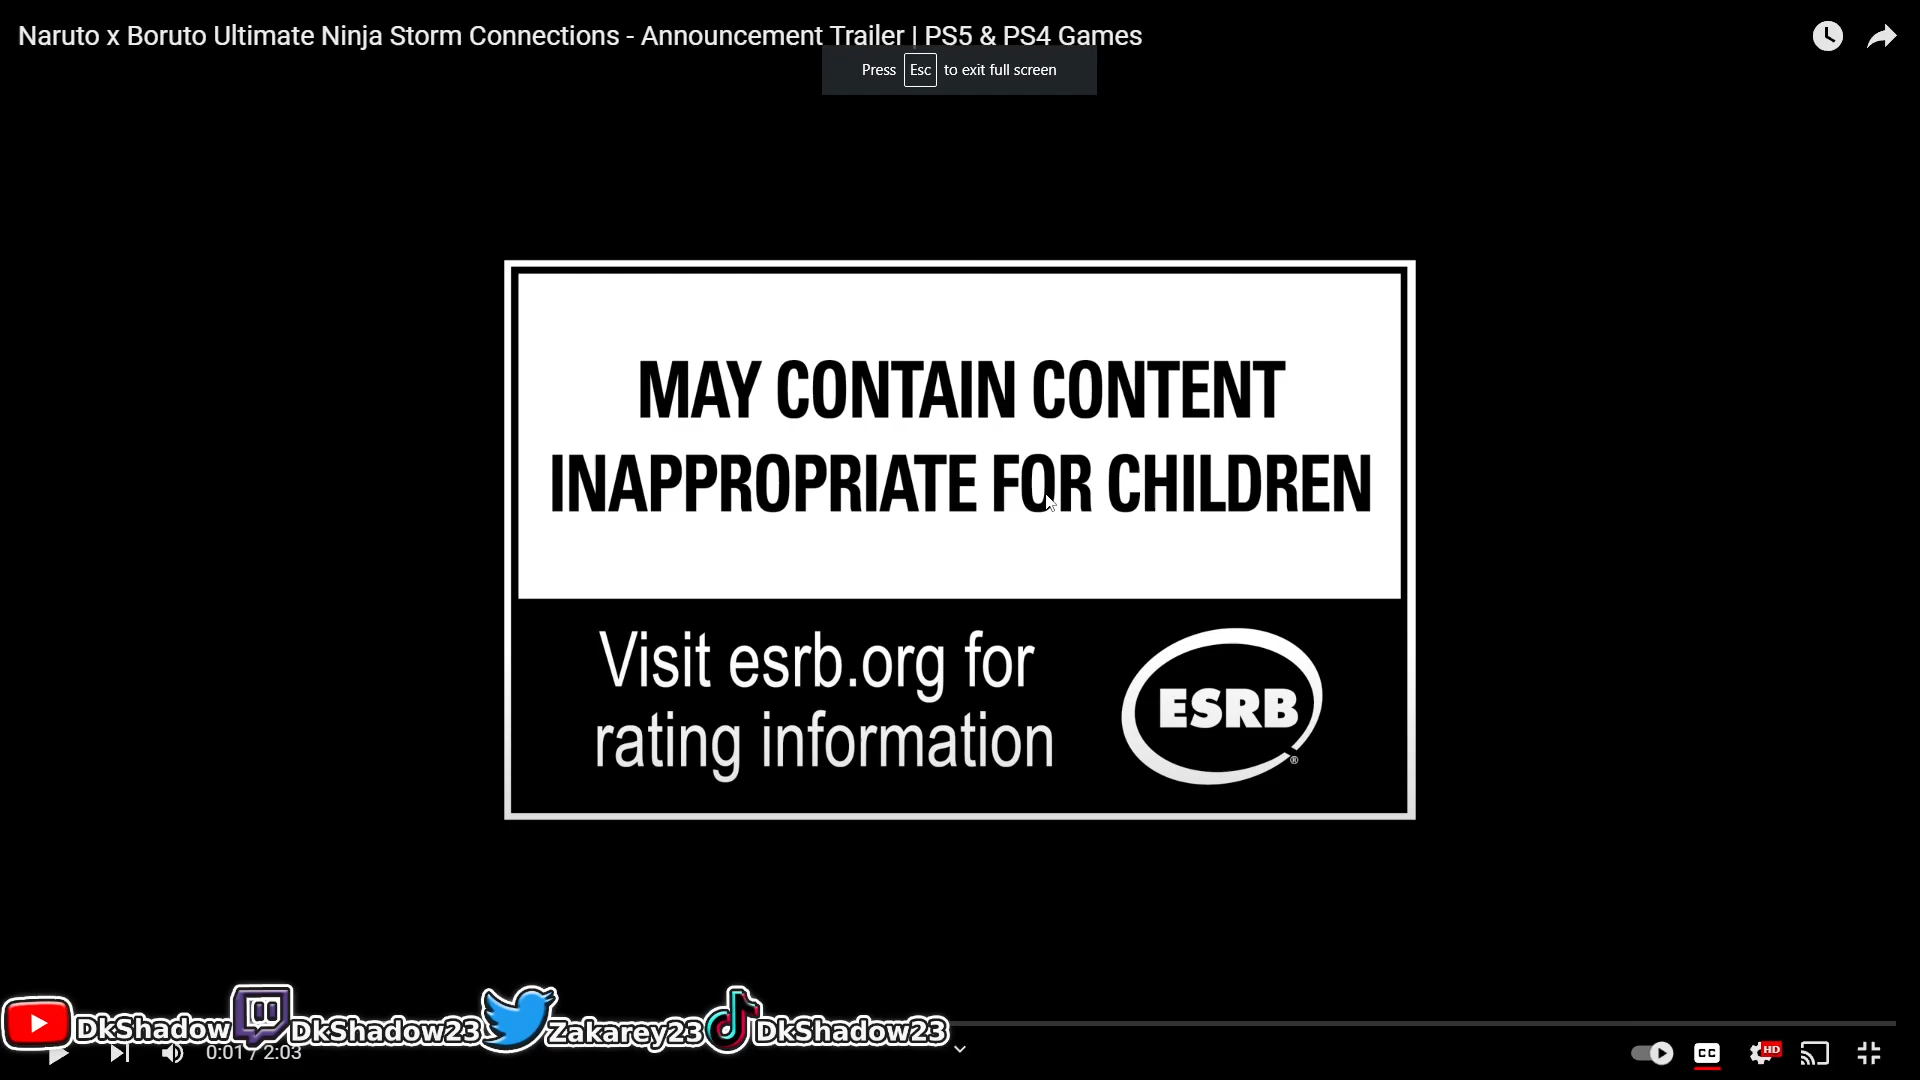 Naruto x Boruto Ultimate Ninja Storm Connections - Announcement Trailer | PS5 & PS4 Games
Press Esc to exit full screen
MAY CONTAIN CONTENT
INAPPROPRIATE FOR CHILDREN
Visit esrb.org for
rating information
ESRB
®
DkShadow DkShadow23 Zakarey23 DkShadow23
0:01 / 2:03
CC
HD